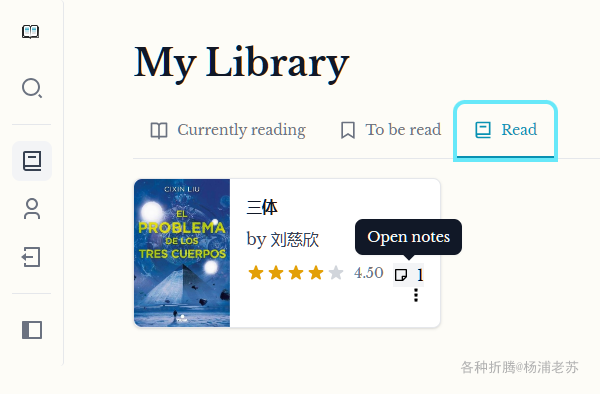 My Library
Currently reading
To be read
Read
CIXIN LIU
EL
PROBLEMA
DE LOS
TRES CUERPOS
三体
by 刘慈欣
Open notes
4.50
1
各种折腾@杨浦老苏